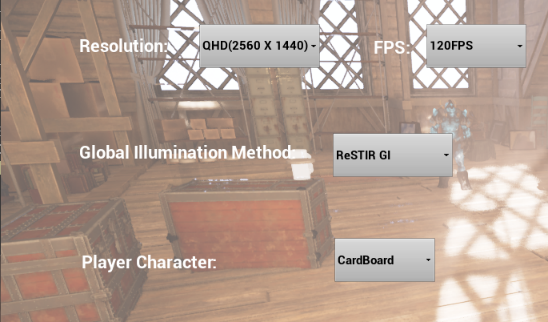 Resolution: QHD(2560 X 1440) FPS: 120FPS
Global Illumination Method: ReSTIR GI
Player Character: CardBoard